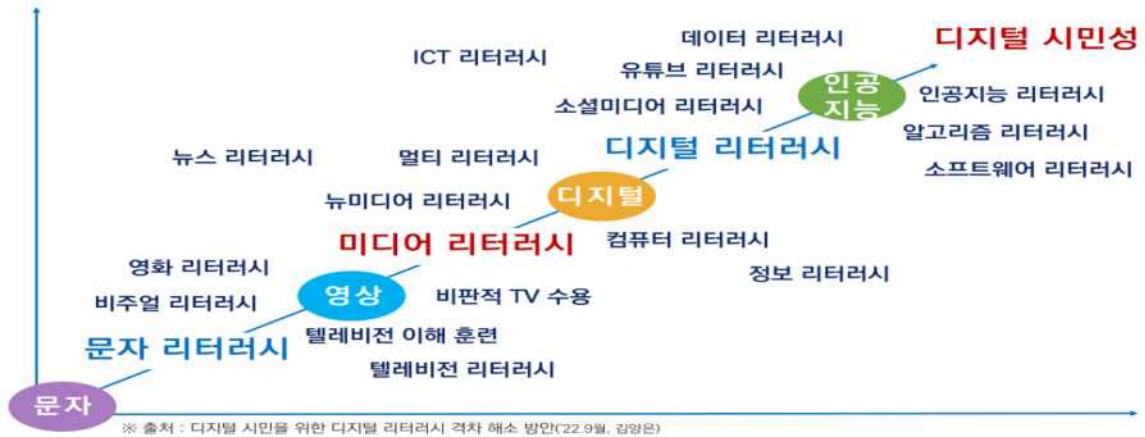 데이터 리터러시
디지털 시민성
ICT 리터러시
유튜브 리터러시
인공
지능
인공지능 리터러시
소셜미디어 리터러시
알고리즘 리터러시
디지털 리터러시
뉴스 리터러시
멀티 리터러시
소프트웨어 리터러시
뉴미디어 리터러시
디지털
미디어 리터러시
컴퓨터 리터러시
영화 리터러시
정보 리터러시
비주얼 리터러시
영상
비판적 TV 수용
문자 리터러시
텔레비전 이해 훈련
텔레비전 리터러시
문자
※ 출처 : 디지털 시민을 위한 디지털 리터러시 격차 해소 방안('22.9월, 김양은)